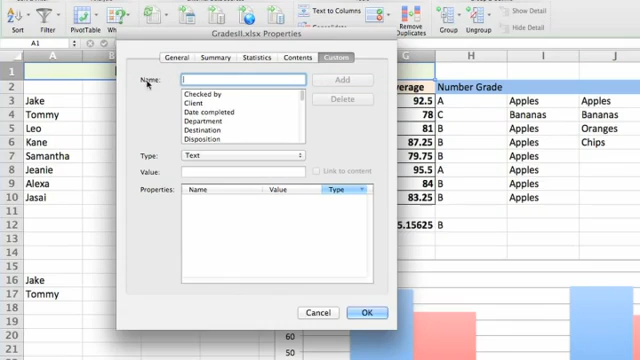 Sort Filter PivotTable Wh Text to Columns Remove Duplicates Ungroup Show Detail Hide Detail
Consolidate
GradesII.xlsx Properties
A1
General Summary Statistics Contents Custom
A B G H I J
1
2 erage Number Grade
Name: Add
Checked by
Client
Date completed
Department
Destination
Disposition
Delete
Type: Text
Value: Link to content
Properties: Name Value Type
Cancel OK
3 Jake 92.5 A Apples Apples
4 Tommy 78 C Bananas Bananas
5 Leo 81 B Apples Oranges
6 Kane 87.25 B Apples Chips
7 Samantha 79.75 B Apples
8 Jeanie 95.5 A Apples
9 Alexa 84 B Apples
10 Jasai 83.25 B Apples
11
12 5.15625 B
13
14
15
16 Jake
17 Tommy
18
19
20
21
60
50